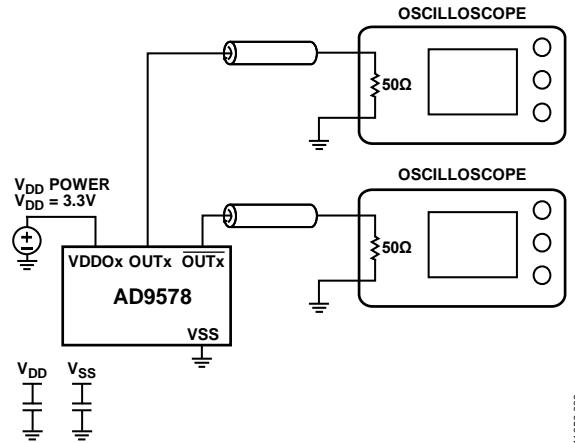 OSCILLOSCOPE
50Ω
OSCILLOSCOPE
50Ω
VDD POWER
VDD = 3.3V
VDDOx OUTx OUTx
AD9578
VSS
VDD VSS